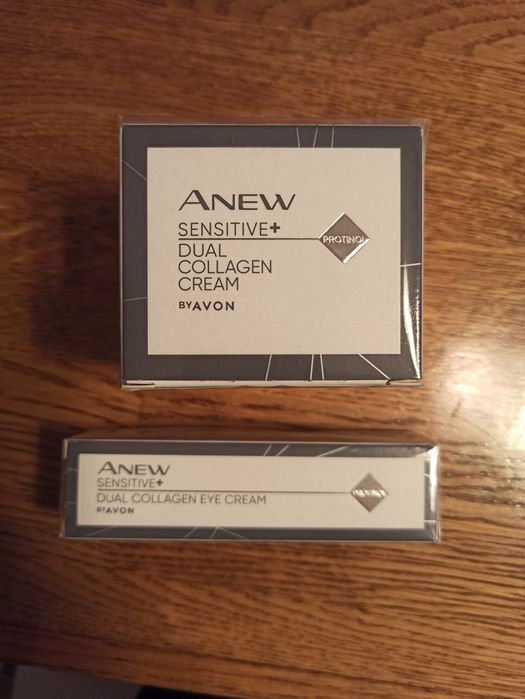 ANEW
SENSITIVE+
PROTINOL
DUAL
COLLAGEN
CREAM
BY AVON
ANEW
SENSITIVE+
DUAL COLLAGEN EYE CREAM
PROTINOL
BY AVON